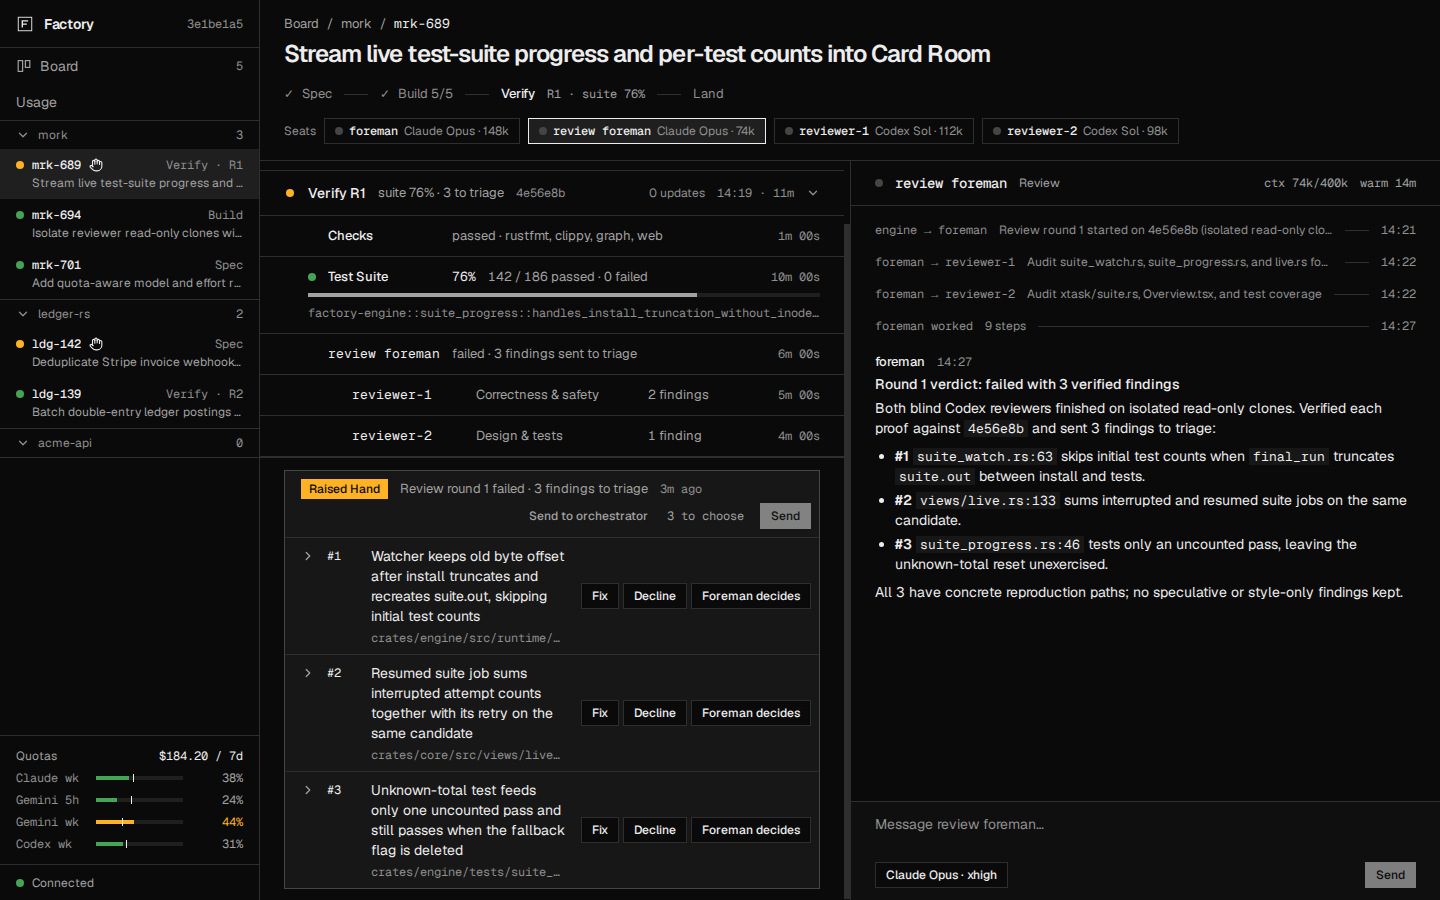 Factory 3e1be1a5
Board 5
Usage
mork 3
mrk-689 Verify · R1
Stream live test-suite progress and …
mrk-694 Build
Isolate reviewer read-only clones wi…
mrk-701 Spec
Add quota-aware model and effort r…
ledger-rs 2
ldg-142 Spec
Deduplicate Stripe invoice webhook…
ldg-139 Verify · R2
Batch double-entry ledger postings …
acme-api 0
Quotas $184.20 / 7d
Claude wk 38%
Gemini 5h 24%
Gemini wk 44%
Codex wk 31%
Connected
Board / mork / mrk-689
Stream live test-suite progress and per-test counts into Card Room
✓ Spec ✓ Build 5/5 Verify R1 · suite 76% Land
Seats foreman Claude Opus · 148k review foreman Claude Opus · 74k reviewer-1 Codex Sol · 112k reviewer-2 Codex Sol · 98k
Verify R1 suite 76% · 3 to triage 4e56e8b 0 updates 14:19 · 11m
Checks passed · rustfmt, clippy, graph, web 1m 00s
Test Suite 76% 142 / 186 passed · 0 failed 10m 00s
factory-engine::suite_progress::handles_install_truncation_without_inode…
review foreman failed · 3 findings sent to triage 6m 00s
reviewer-1 Correctness & safety 2 findings 5m 00s
reviewer-2 Design & tests 1 finding 4m 00s
Raised Hand Review round 1 failed · 3 findings to triage 3m ago
Send to orchestrator 3 to choose Send
#1 Watcher keeps old byte offset
after install truncates and
recreates suite.out, skipping
initial test counts
crates/engine/src/runtime/…
Fix Decline Foreman decides
#2 Resumed suite job sums
interrupted attempt counts
together with its retry on the
same candidate
crates/core/src/views/live…
Fix Decline Foreman decides
#3 Unknown-total test feeds
only one uncounted pass and
still passes when the fallback
flag is deleted
crates/engine/tests/suite_…
Fix Decline Foreman decides
review foreman Review ctx 74k/400k warm 14m
engine → foreman Review round 1 started on 4e56e8b (isolated read-only clo… 14:21
foreman → reviewer-1 Audit suite_watch.rs, suite_progress.rs, and live.rs fo… 14:22
foreman → reviewer-2 Audit xtask/suite.rs, Overview.tsx, and test coverage 14:22
foreman worked 9 steps 14:27
foreman 14:27
Round 1 verdict: failed with 3 verified findings
Both blind Codex reviewers finished on isolated read-only clones. Verified each
proof against 4e56e8b and sent 3 findings to triage:
• #1 suite_watch.rs:63 skips initial test counts when final_run truncates
suite.out between install and tests.
• #2 views/live.rs:133 sums interrupted and resumed suite jobs on the same
candidate.
• #3 suite_progress.rs:46 tests only an uncounted pass, leaving the
unknown-total reset unexercised.
All 3 have concrete reproduction paths; no speculative or style-only findings kept.
Message review foreman…
Claude Opus · xhigh Send